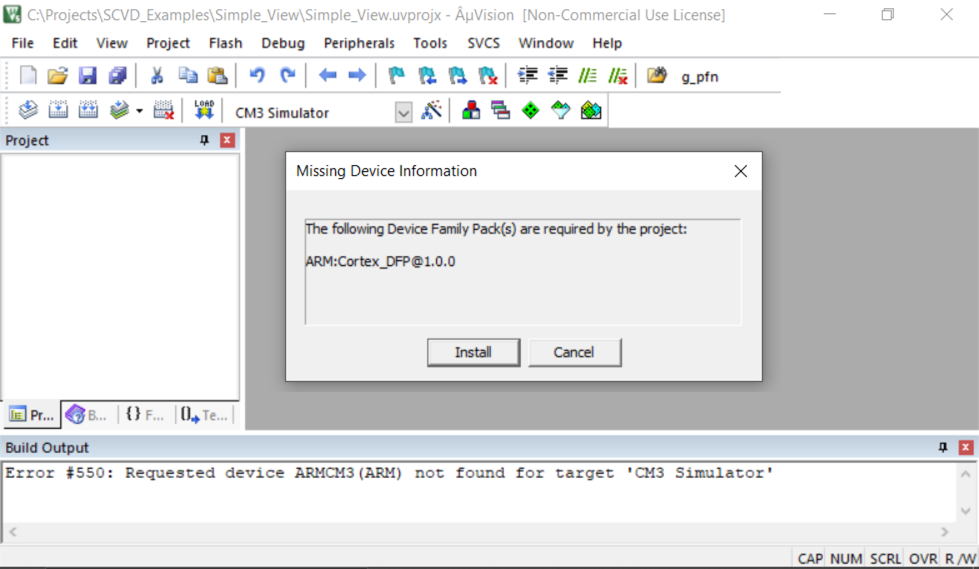 C:\Projects\SCVD_Examples\Simple_View\Simple_View.uvprojx - ÂµVision [Non-Commercial Use License]
File Edit View Project Flash Debug Peripherals Tools SVCS Window Help
g_pfn
LOAD
CM3 Simulator
Project
Missing Device Information
The following Device Family Pack(s) are required by the project:
ARM:Cortex_DFP@1.0.0
Install Cancel
Pr... B... {} F... Te...
Build Output
Error #550: Requested device ARMCM3(ARM) not found for target 'CM3 Simulator'
CAP NUM SCRL OVR R/W